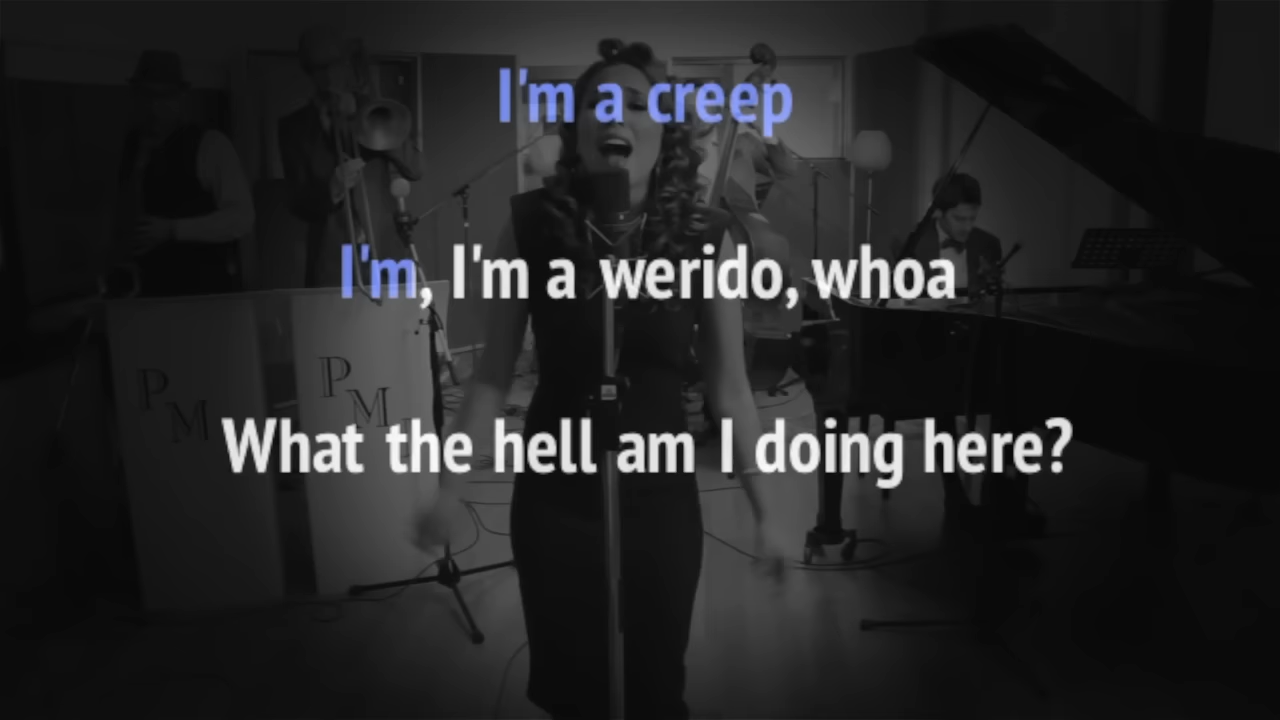 I'm a creep
I'm, I'm a werido, whoa
What the hell am I doing here?
P
M
P
M